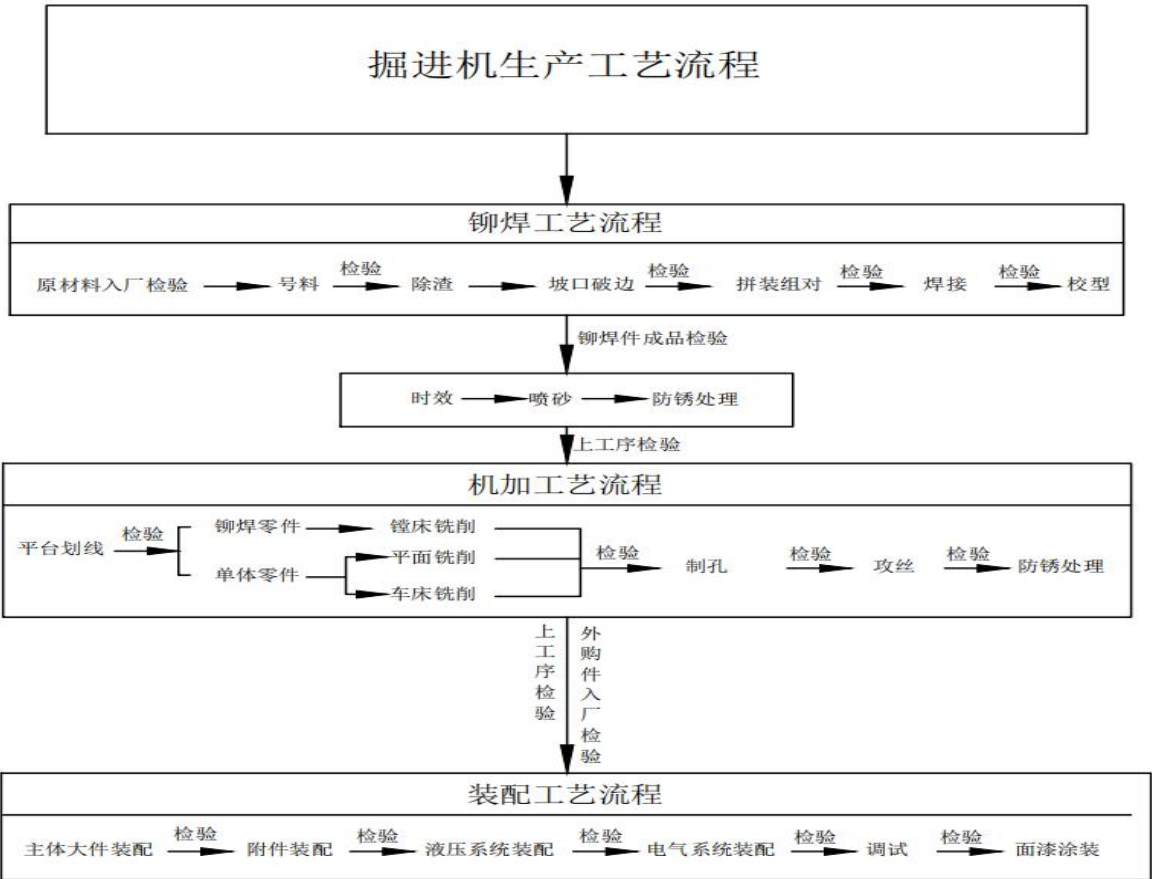 掘进机生产工艺流程
铆焊工艺流程
原材料入厂检验 号料 检验 除渣 坡口破边 检验 拼装组对 检验 焊接 检验 校型
铆焊件成品检验
时效 喷砂 防锈处理
上工序检验
机加工艺流程
平台划线 检验 铆焊零件 镗床铣削
单体零件 平面铣削
车床铣削
检验 制孔 检验 攻丝 检验 防锈处理
上工序检验
外购件入厂检验
装配工艺流程
主体大件装配 检验 附件装配 检验 液压系统装配 检验 电气系统装配 检验 调试 检验 面漆涂装